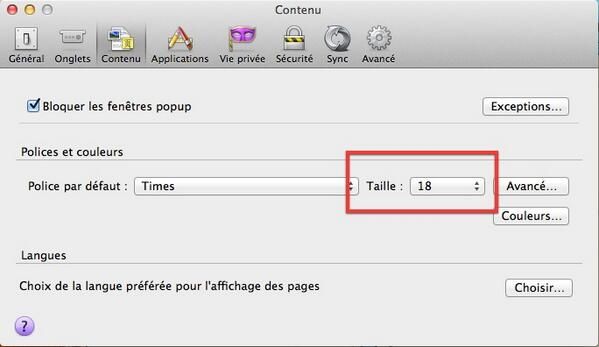 Contenu
Général Onglets Contenu Applications Vie privée Sécurité Sync Avancé
Bloquer les fenêtres popup Exceptions...
Polices et couleurs
Police par défaut : Times Taille : 18 Avancé...
Couleurs...
Langues
Choix de la langue préférée pour l'affichage des pages Choisir...
?